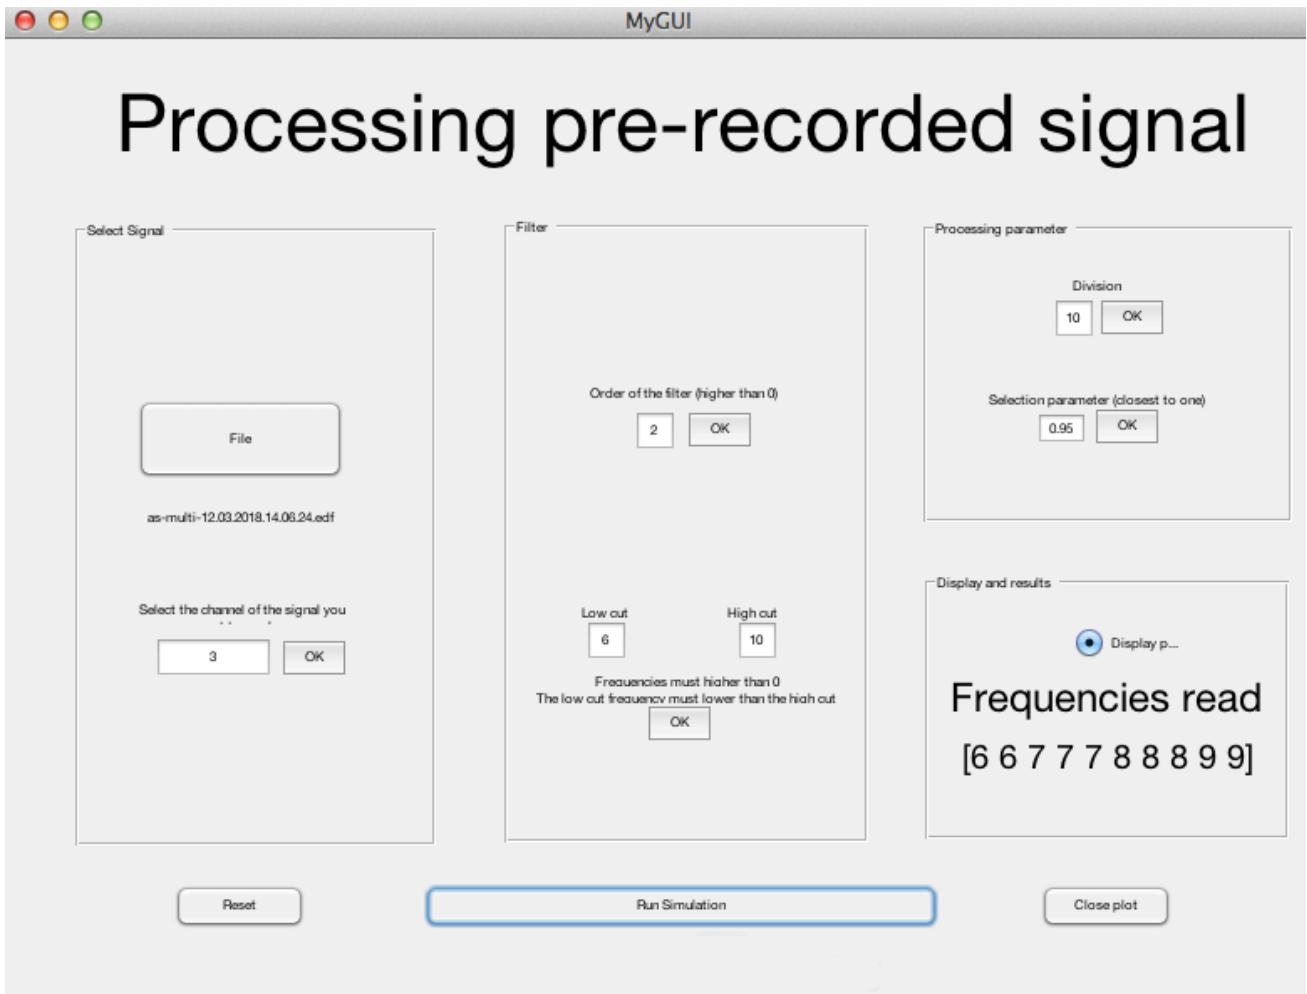 MyGUI
Processing pre-recorded signal
Select Signal
File
as-multi-12.03.2018.14.06.24.edf
Select the channel of the signal you
3
OK
Filter
Order of the filter (higher than 0)
2
OK
Low cut
High cut
6
10
Frequencies must higher than 0
The low cut frequency must lower than the high cut
OK
Processing parameter
Division
10
OK
Selection parameter (closest to one)
0.95
OK
Display and results
Display p...
Frequencies read
[6 6 7 7 7 8 8 8 9 9]
Reset
Run Simulation
Close plot